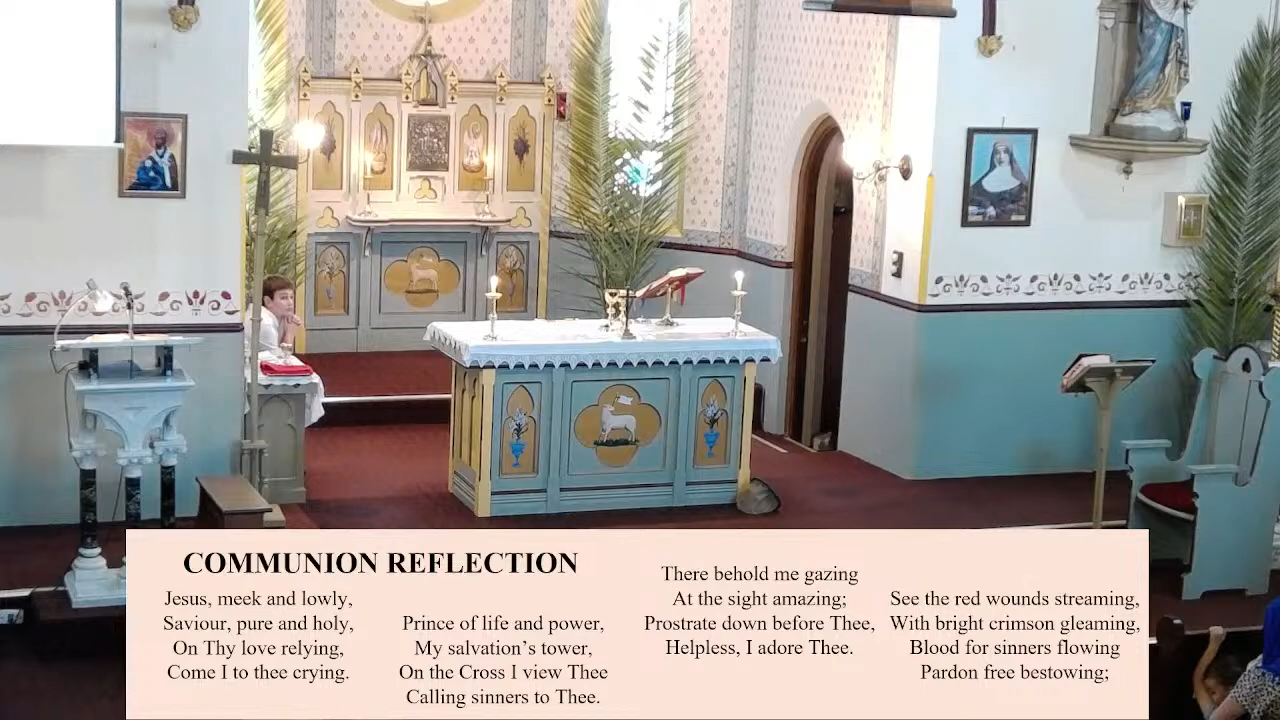 COMMUNION REFLECTION
Jesus, meek and lowly,
Saviour, pure and holy,
On Thy love relying,
Come I to thee crying.
Prince of life and power,
My salvation's tower,
On the Cross I view Thee
Calling sinners to Thee.
There behold me gazing
At the sight amazing;
Prostrate down before Thee,
Helpless, I adore Thee.
See the red wounds streaming,
With bright crimson gleaming,
Blood for sinners flowing
Pardon free bestowing;